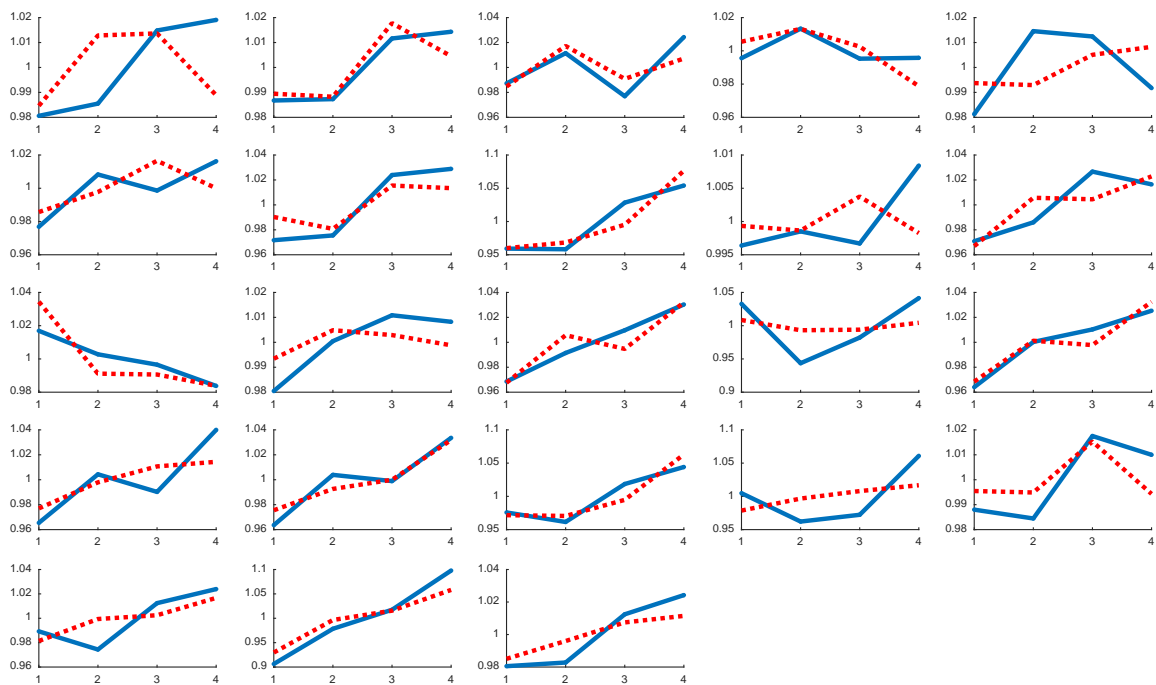 1.02 1.02 1.04 1.02 1.02
1.01 1.01 1.02 1 1.01
1 1 1 0.98 1
0.99 0.99 0.98 0.99
0.98 0.98 0.96 0.96 0.98
1 2 3 4 1 2 3 4 1 2 3 4 1 2 3 4 1 2 3 4
1.02 1.04 1.1 1.01 1.04
1 1.02 1.05 1.005 1.02
0.98 1 1 1 1
0.98 0.98
0.96 0.96 0.95 0.995 0.96
1 2 3 4 1 2 3 4 1 2 3 4 1 2 3 4 1 2 3 4
1.04 1.02 1.04 1.05 1.04
1.02 1.01 1.02 1 1.02
1 1 1 0.95 1
0.99 0.98 0.98
0.98 0.98 0.96 0.9 0.96
1 2 3 4 1 2 3 4 1 2 3 4 1 2 3 4 1 2 3 4
1.04 1.04 1.1 1.1 1.02
1.02 1.02 1.05 1.05 1.01
1 1 1 1 1
0.98 0.98 0.99
0.96 0.96 0.95 0.95 0.98
1 2 3 4 1 2 3 4 1 2 3 4 1 2 3 4 1 2 3 4
1.04 1.1 1.04
1.02 1.05 1.02
1 1 1
0.98 0.95
0.96 0.9 0.98
1 2 3 4 1 2 3 4 1 2 3 4